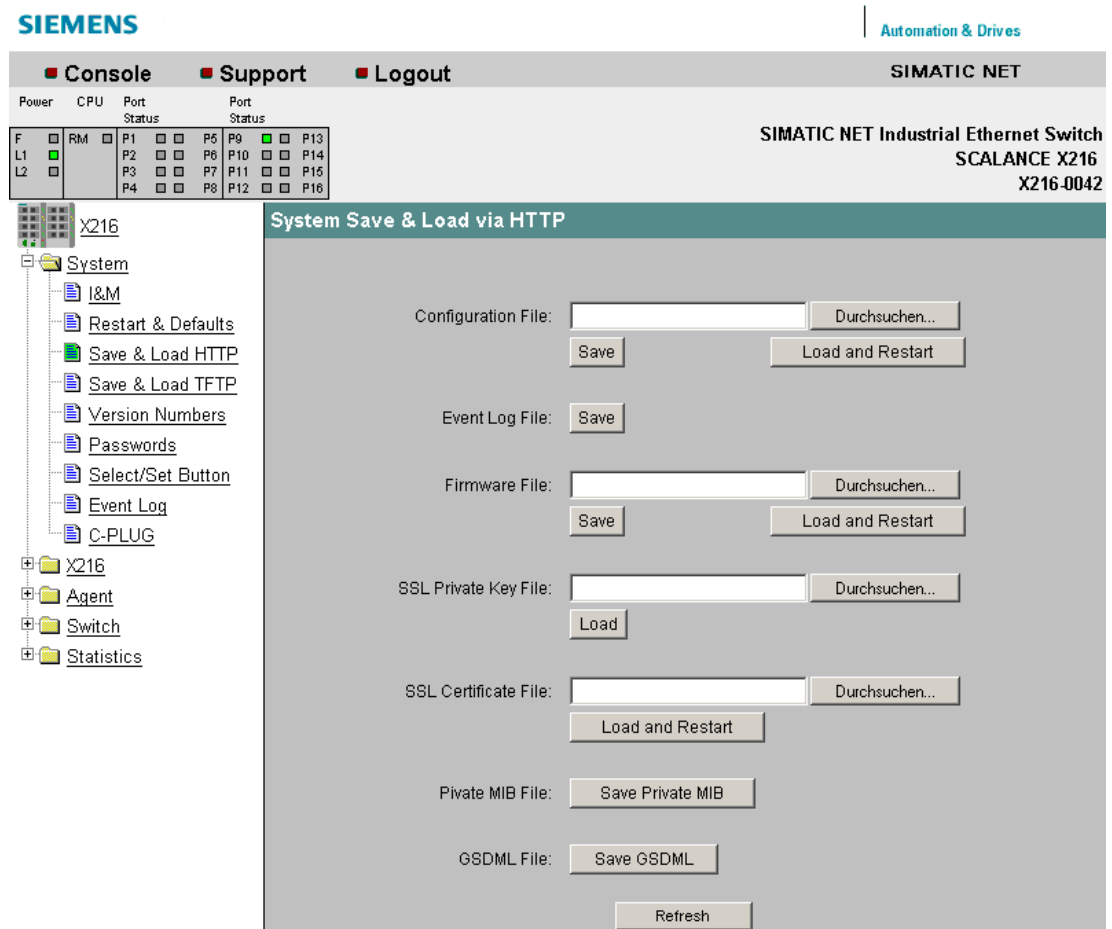 SIEMENS
Automation & Drives
Console Support Logout SIMATIC NET
Power CPU Port Status Port Status
F RM P1 P5 P9 P13
L1 P2 P6 P10 P14
L2 P3 P7 P11 P15
P4 P8 P12 P16
SIMATIC NET Industrial Ethernet Switch
SCALANCE X216
X216-0042
X216
System
I&M
Restart & Defaults
Save & Load HTTP
Save & Load TFTP
Version Numbers
Passwords
Select/Set Button
Event Log
C-PLUG
X216
Agent
Switch
Statistics
System Save & Load via HTTP
Configuration File: Durchsuchen...
Save Load and Restart
Event Log File: Save
Firmware File: Durchsuchen...
Save Load and Restart
SSL Private Key File: Durchsuchen...
Load
SSL Certificate File: Durchsuchen...
Load and Restart
Pivate MIB File: Save Private MIB
GSDML File: Save GSDML
Refresh